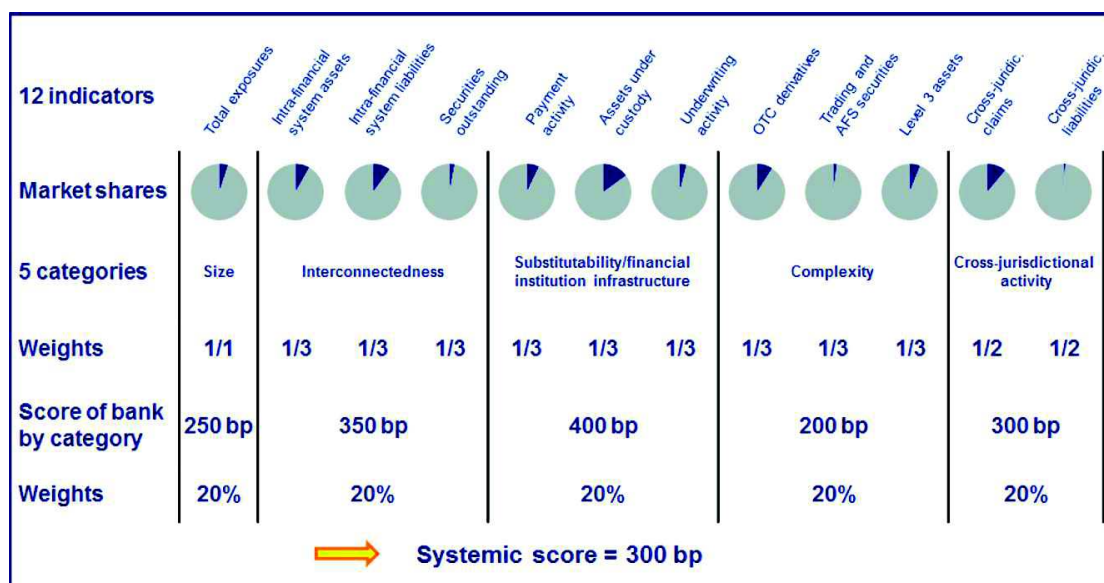 12 indicators
Total exposures
Intra-financial
system assets
Intra-financial
system liabilities
Securities
outstanding
Payment
activity
Assets under
custody
Underwriting
activity
OTC derivatives
Trading and
AFS securities
Level 3 assets
Cross-juridic.
claims
Cross-juridic.
liabilities
Market shares
5 categories
Size
Interconnectedness
Substitutability/financial
institution infrastructure
Complexity
Cross-jurisdictional
activity
Weights
1/1 1/3 1/3 1/3 1/3 1/3 1/3 1/3 1/3 1/3 1/2 1/2
Score of bank
by category
250 bp 350 bp 400 bp 200 bp 300 bp
Weights
20% 20% 20% 20% 20%
Systemic score = 300 bp